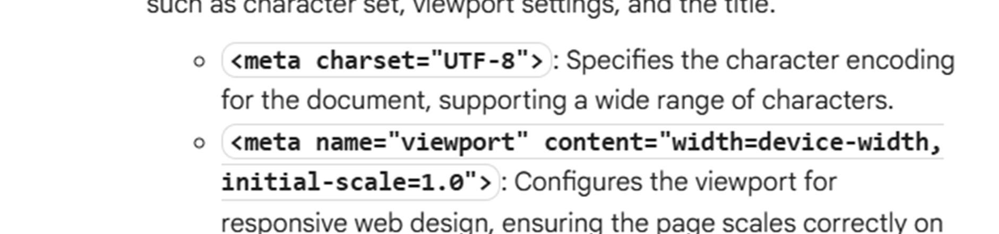 such as character set, viewport settings, and the title.
<meta charset="UTF-8">: Specifies the character encoding
for the document, supporting a wide range of characters.
<meta name="viewport" content="width=device-width,
initial-scale=1.0">: Configures the viewport for
responsive web design, ensuring the page scales correctly on